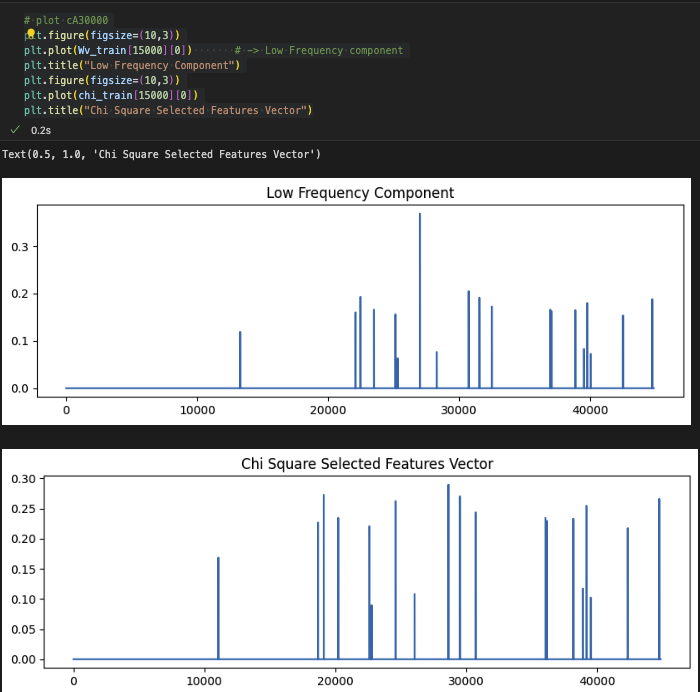 # plot cA30000
plt.figure(figsize=(10,3))
plt.plot(Wv_train[15000][0]) # -> Low Frequency component
plt.title("Low Frequency Component")
plt.figure(figsize=(10,3))
plt.plot(chi_train[15000][0])
plt.title("Chi Square Selected Features Vector")
0.2s
Text(0.5, 1.0, 'Chi Square Selected Features Vector')
Low Frequency Component
0.3
0.2
0.1
0.0
0 10000 20000 30000 40000
Chi Square Selected Features Vector
0.30
0.25
0.20
0.15
0.10
0.05
0.00
0 10000 20000 30000 40000